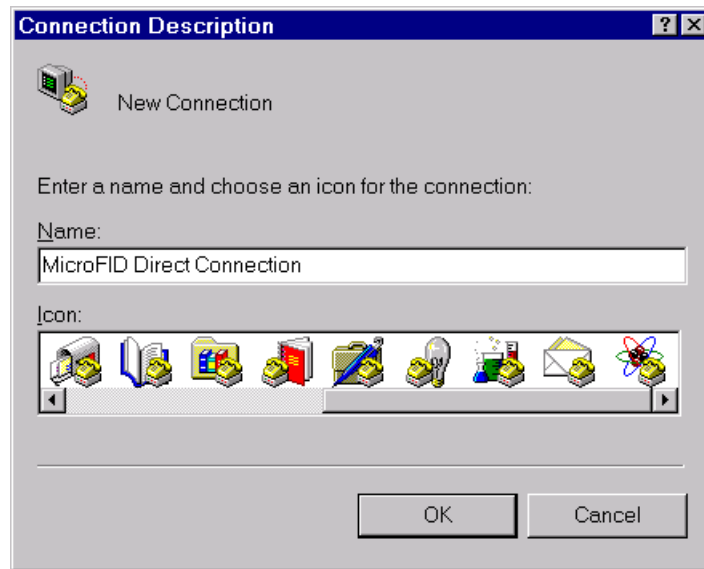 Connection Description
New Connection
Enter a name and choose an icon for the connection:
Name:
MicroFID Direct Connection
Icon:
OK Cancel